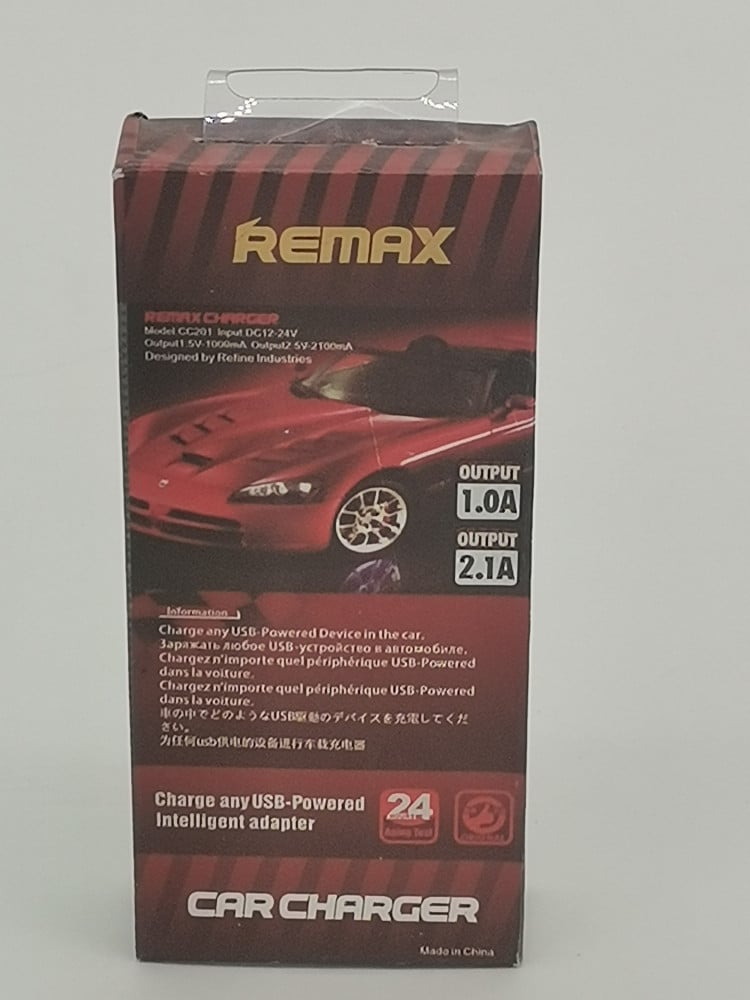 REMAX
REMAX CHARGER
Model CC201 Input DC12-24V
Output1.5V-1000mA Output2.5V-2100mA
Designed by Refine Industries
OUTPUT
1.0A
OUTPUT
2.1A
Information
Charge any USB-Powered Device in the car.
Заряжать любое USB-устройство в автомобиле.
Chargez n'importe quel périphérique USB-Powered
dans la voiture.
Chargez n'importe quel périphérique USB-Powered
dans la voiture.
車の中でどのようなUSB駆動のデバイスを充電してくだ
さい。
为任何usb供电的设备进行车载充电器
Charge any USB-Powered
Intelligent adapter
24
Aging Test
ORIGINAL
CAR CHARGER
Made in China